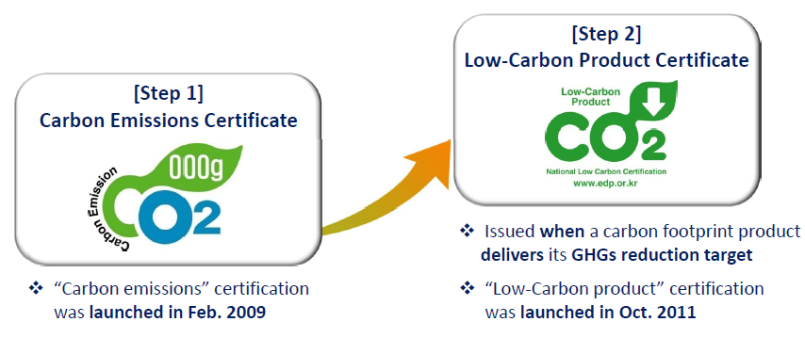 [Step 1]
Carbon Emissions Certificate
Carbon Emission
000g
CO2
❖ “Carbon emissions” certification
was launched in Feb. 2009
[Step 2]
Low-Carbon Product Certificate
Low-Carbon
Product
CO2
National Low Carbon Certification
www.edp.or.kr
❖ Issued when a carbon footprint product
delivers its GHGs reduction target
❖ “Low-Carbon product” certification
was launched in Oct. 2011